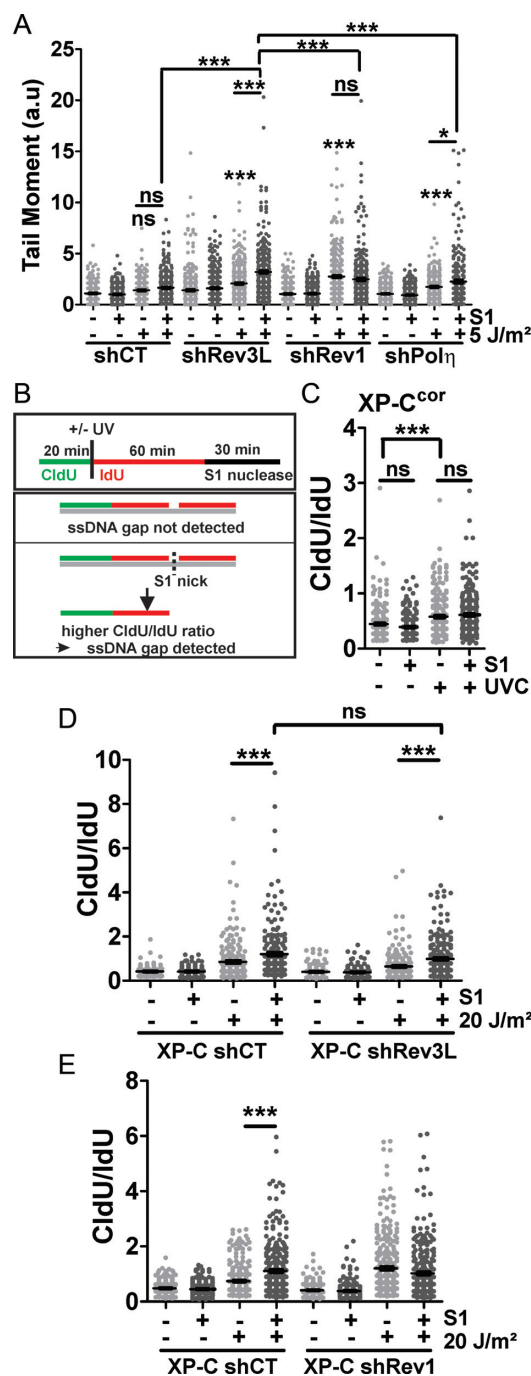 A
Tail Moment (a.u)
25
20
15
10
5
0
***
***
***
***
ns
*
ns
ns
***
***
***
- + - + - + - + - + - + - + - + S1
- - + + - - + + - - + + - - + + 5 J/m²
shCT shRev3L shRev1 shPolη
B
+/- UV
20 min 60 min 30 min
CldU IdU S1 nuclease
ssDNA gap not detected
S1 nick
higher CldU/IdU ratio
ssDNA gap detected
C
XP-Cᶜᵒʳ
CldU/IdU
4
3
2
1
0
***
ns ns
- + - + S1
- - + + UVC
D
CldU/IdU
10
8
6
4
2
0
ns
*** ***
- + - + - + - + S1
- - + + - - + + 20 J/m²
XP-C shCT XP-C shRev3L
E
CldU/IdU
8
6
4
2
0
***
- + - + - + - + S1
- - + + - - + + 20 J/m²
XP-C shCT XP-C shRev1